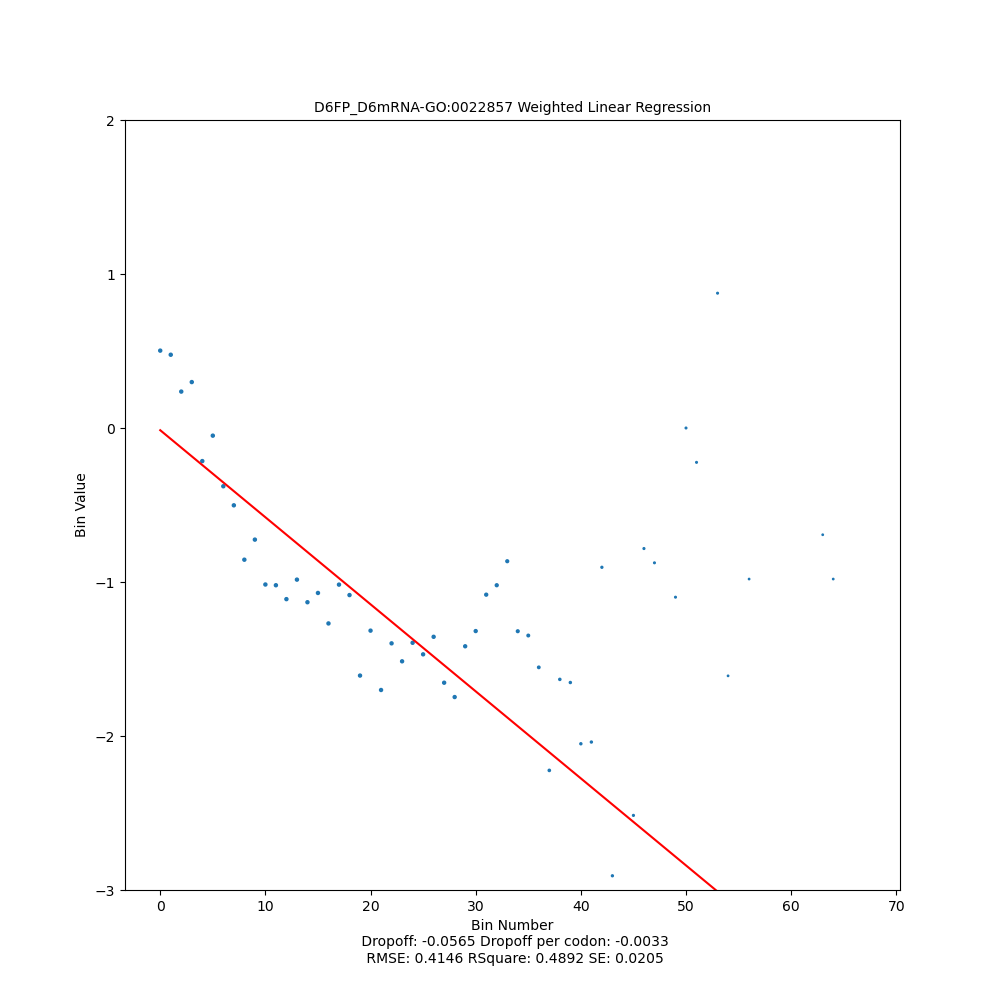 D6FP_D6mRNA-GO:0022857 Weighted Linear Regression
2
1
0
−1
−2
−3
Bin Value
0 10 20 30 40 50 60 70
Bin Number
Dropoff: -0.0565 Dropoff per codon: -0.0033
RMSE: 0.4146 RSquare: 0.4892 SE: 0.0205